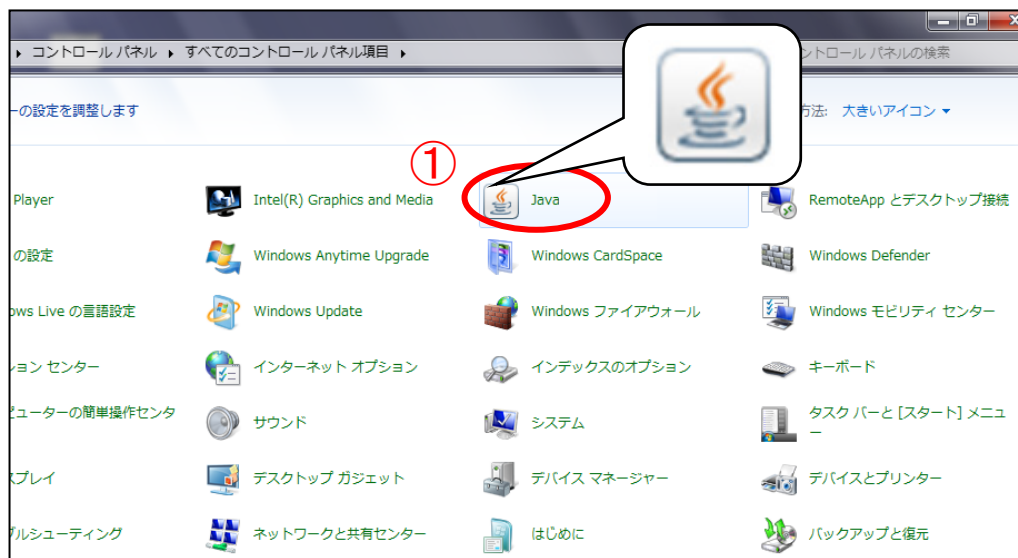 コントロール パネル ▸ すべてのコントロール パネル項目 ▸
ントロール パネルの検索
ーの設定を調整します
方法: 大きいアイコン
①
Player
Intel(R) Graphics and Media
Java
RemoteApp とデスクトップ接続
の設定
Windows Anytime Upgrade
Windows CardSpace
Windows Defender
ows Live の言語設定
Windows Update
Windows ファイアウォール
Windows モビリティ センター
ション センター
インターネット オプション
インデックスのオプション
キーボード
ピューターの簡単操作センタ
サウンド
システム
タスク バーと [スタート] メニュ
ー
スプレイ
デスクトップ ガジェット
デバイス マネージャー
デバイスとプリンター
ブルシューティング
ネットワークと共有センター
はじめに
バックアップと復元